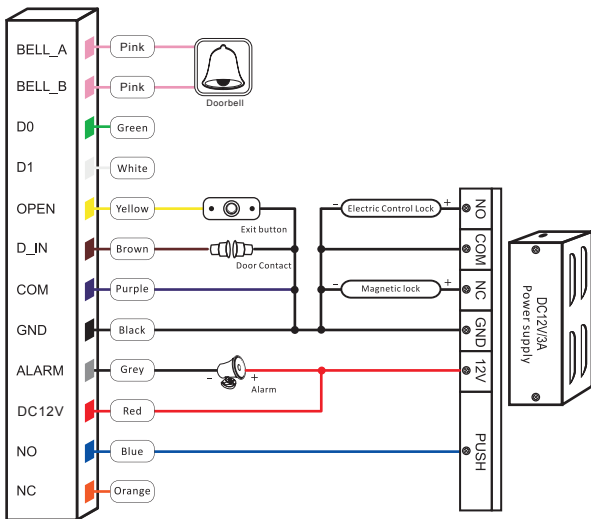 BELL_A
Pink
BELL_B
Pink
Doorbell
D0
Green
D1
White
OPEN
Yellow
Exit button
- Electric Control Lock +
NO
D_IN
Brown
Door Contact
COM
COM
Purple
- Magnetic lock +
NC
GND
Black
GND
ALARM
Grey
- +
Alarm
12V
DC12V
Red
NO
Blue
PUSH
NC
Orange
DC12V/3A
Power supply